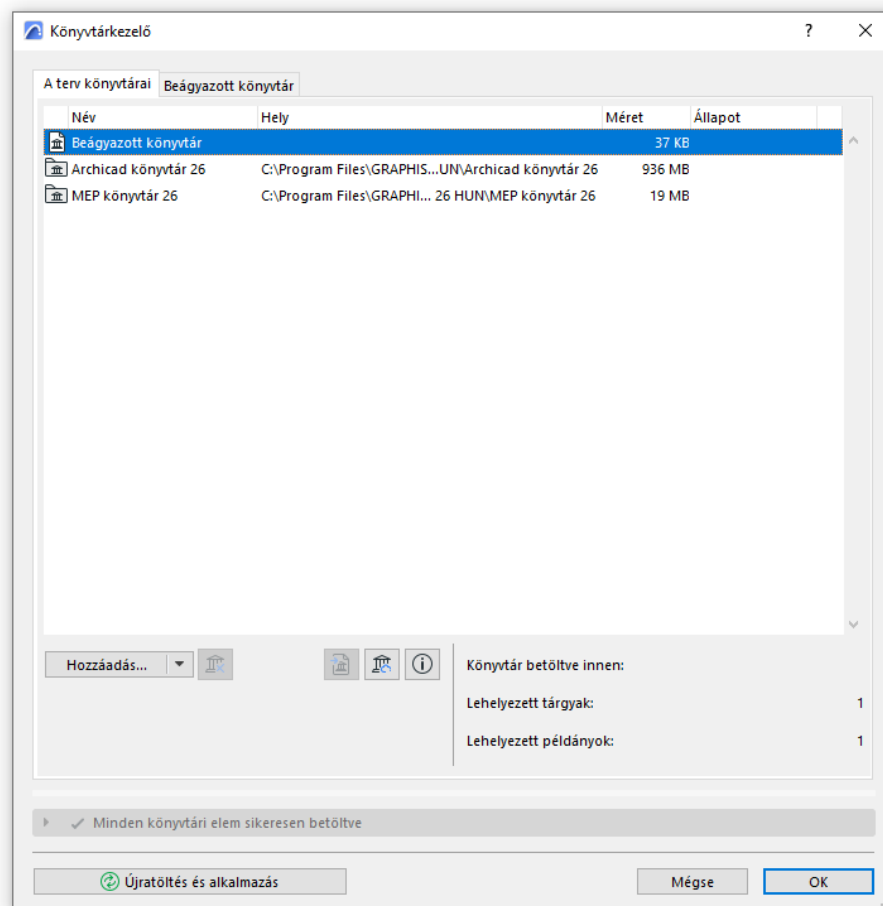 Könyvtárkezelő
?
A terv könyvtárai Beágyazott könyvtár
Név Hely Méret Állapot
Beágyazott könyvtár 37 KB
Archicad könyvtár 26 C:\Program Files\GRAPHIS...UN\Archicad könyvtár 26 936 MB
MEP könyvtár 26 C:\Program Files\GRAPHI... 26 HUN\MEP könyvtár 26 19 MB
Hozzáadás... Könyvtár betöltve innen:
Lehelyezett tárgyak: 1
Lehelyezett példányok: 1
Minden könyvtári elem sikeresen betöltve
Újratöltés és alkalmazás Mégse OK